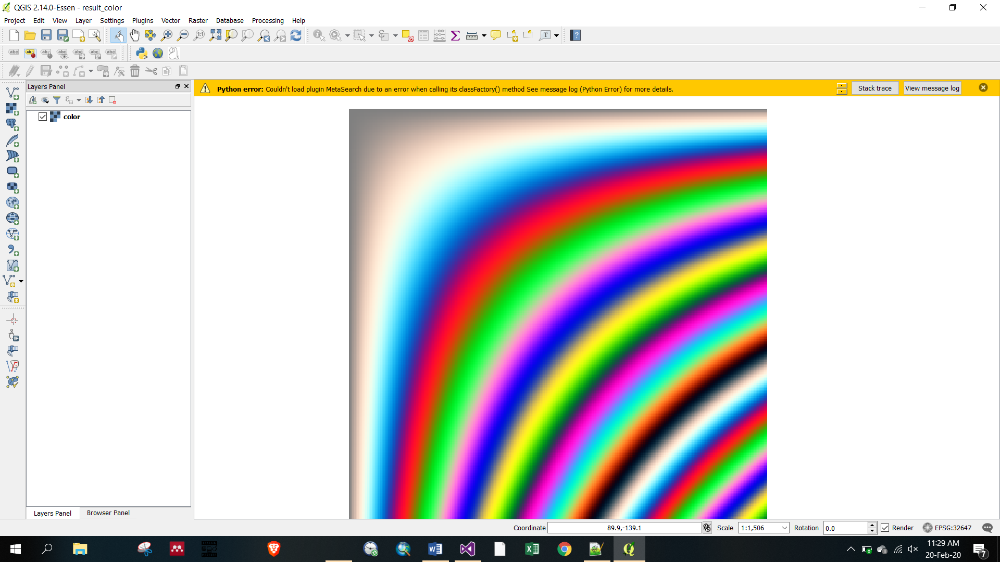 QGIS 2.14.0-Essen - result_color
Project Edit View Layer Settings Plugins Vector Raster Database Processing Help
Layers Panel
Python error: Couldn't load plugin MetaSearch due to an error when calling its classFactory() method See message log (Python Error) for more details.
Stack trace
View message log
color
Layers Panel
Browser Panel
Coordinate 89.9,-139.1 Scale 1:1,506 Rotation 0.0 Render EPSG:32647
11:29 AM
20-Feb-20
7